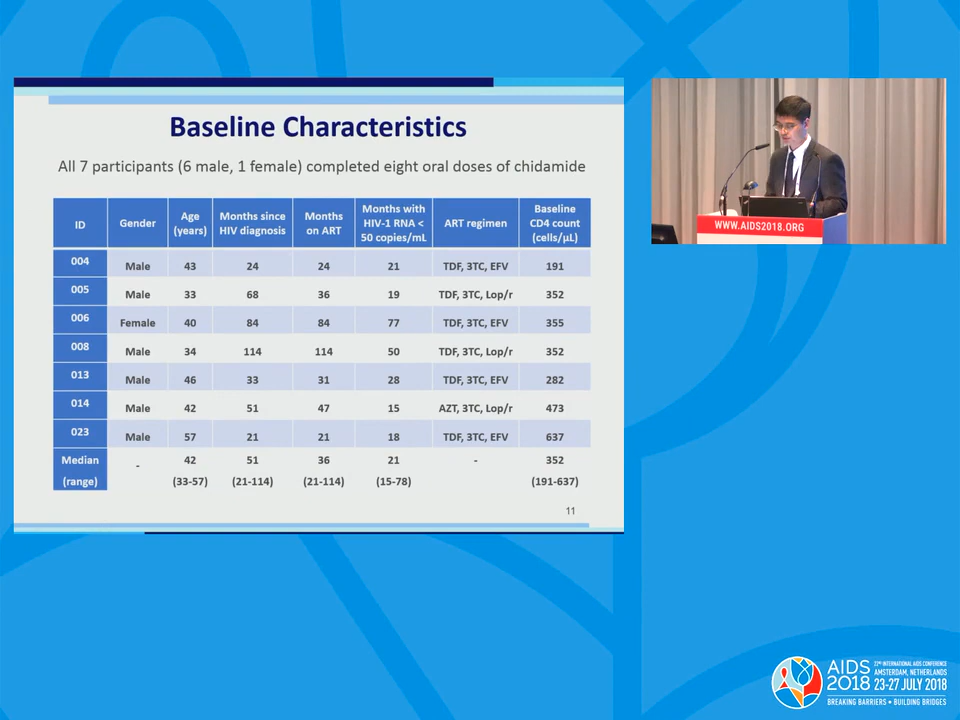 Baseline Characteristics
All 7 participants (6 male, 1 female) completed eight oral doses of chidamide
ID Gender Age (years) Months since HIV diagnosis Months on ART Months with HIV-1 RNA < 50 copies/mL ART regimen Baseline CD4 count (cells/µL)
004 Male 43 24 24 21 TDF, 3TC, EFV 191
005 Male 33 68 36 19 TDF, 3TC, Lop/r 352
006 Female 40 84 84 77 TDF, 3TC, EFV 355
008 Male 34 114 114 50 TDF, 3TC, Lop/r 352
013 Male 46 33 31 28 TDF, 3TC, EFV 282
014 Male 42 51 47 15 AZT, 3TC, Lop/r 473
023 Male 57 21 21 18 TDF, 3TC, EFV 637
Median (range) - 42 (33-57) 51 (21-114) 36 (21-114) 21 (15-78) - 352 (191-637)
11
WWW.AIDS2018.ORG
AIDS 2018
22ND INTERNATIONAL AIDS CONFERENCE
AMSTERDAM, NETHERLANDS
23-27 JULY 2018
BREAKING BARRIERS • BUILDING BRIDGES